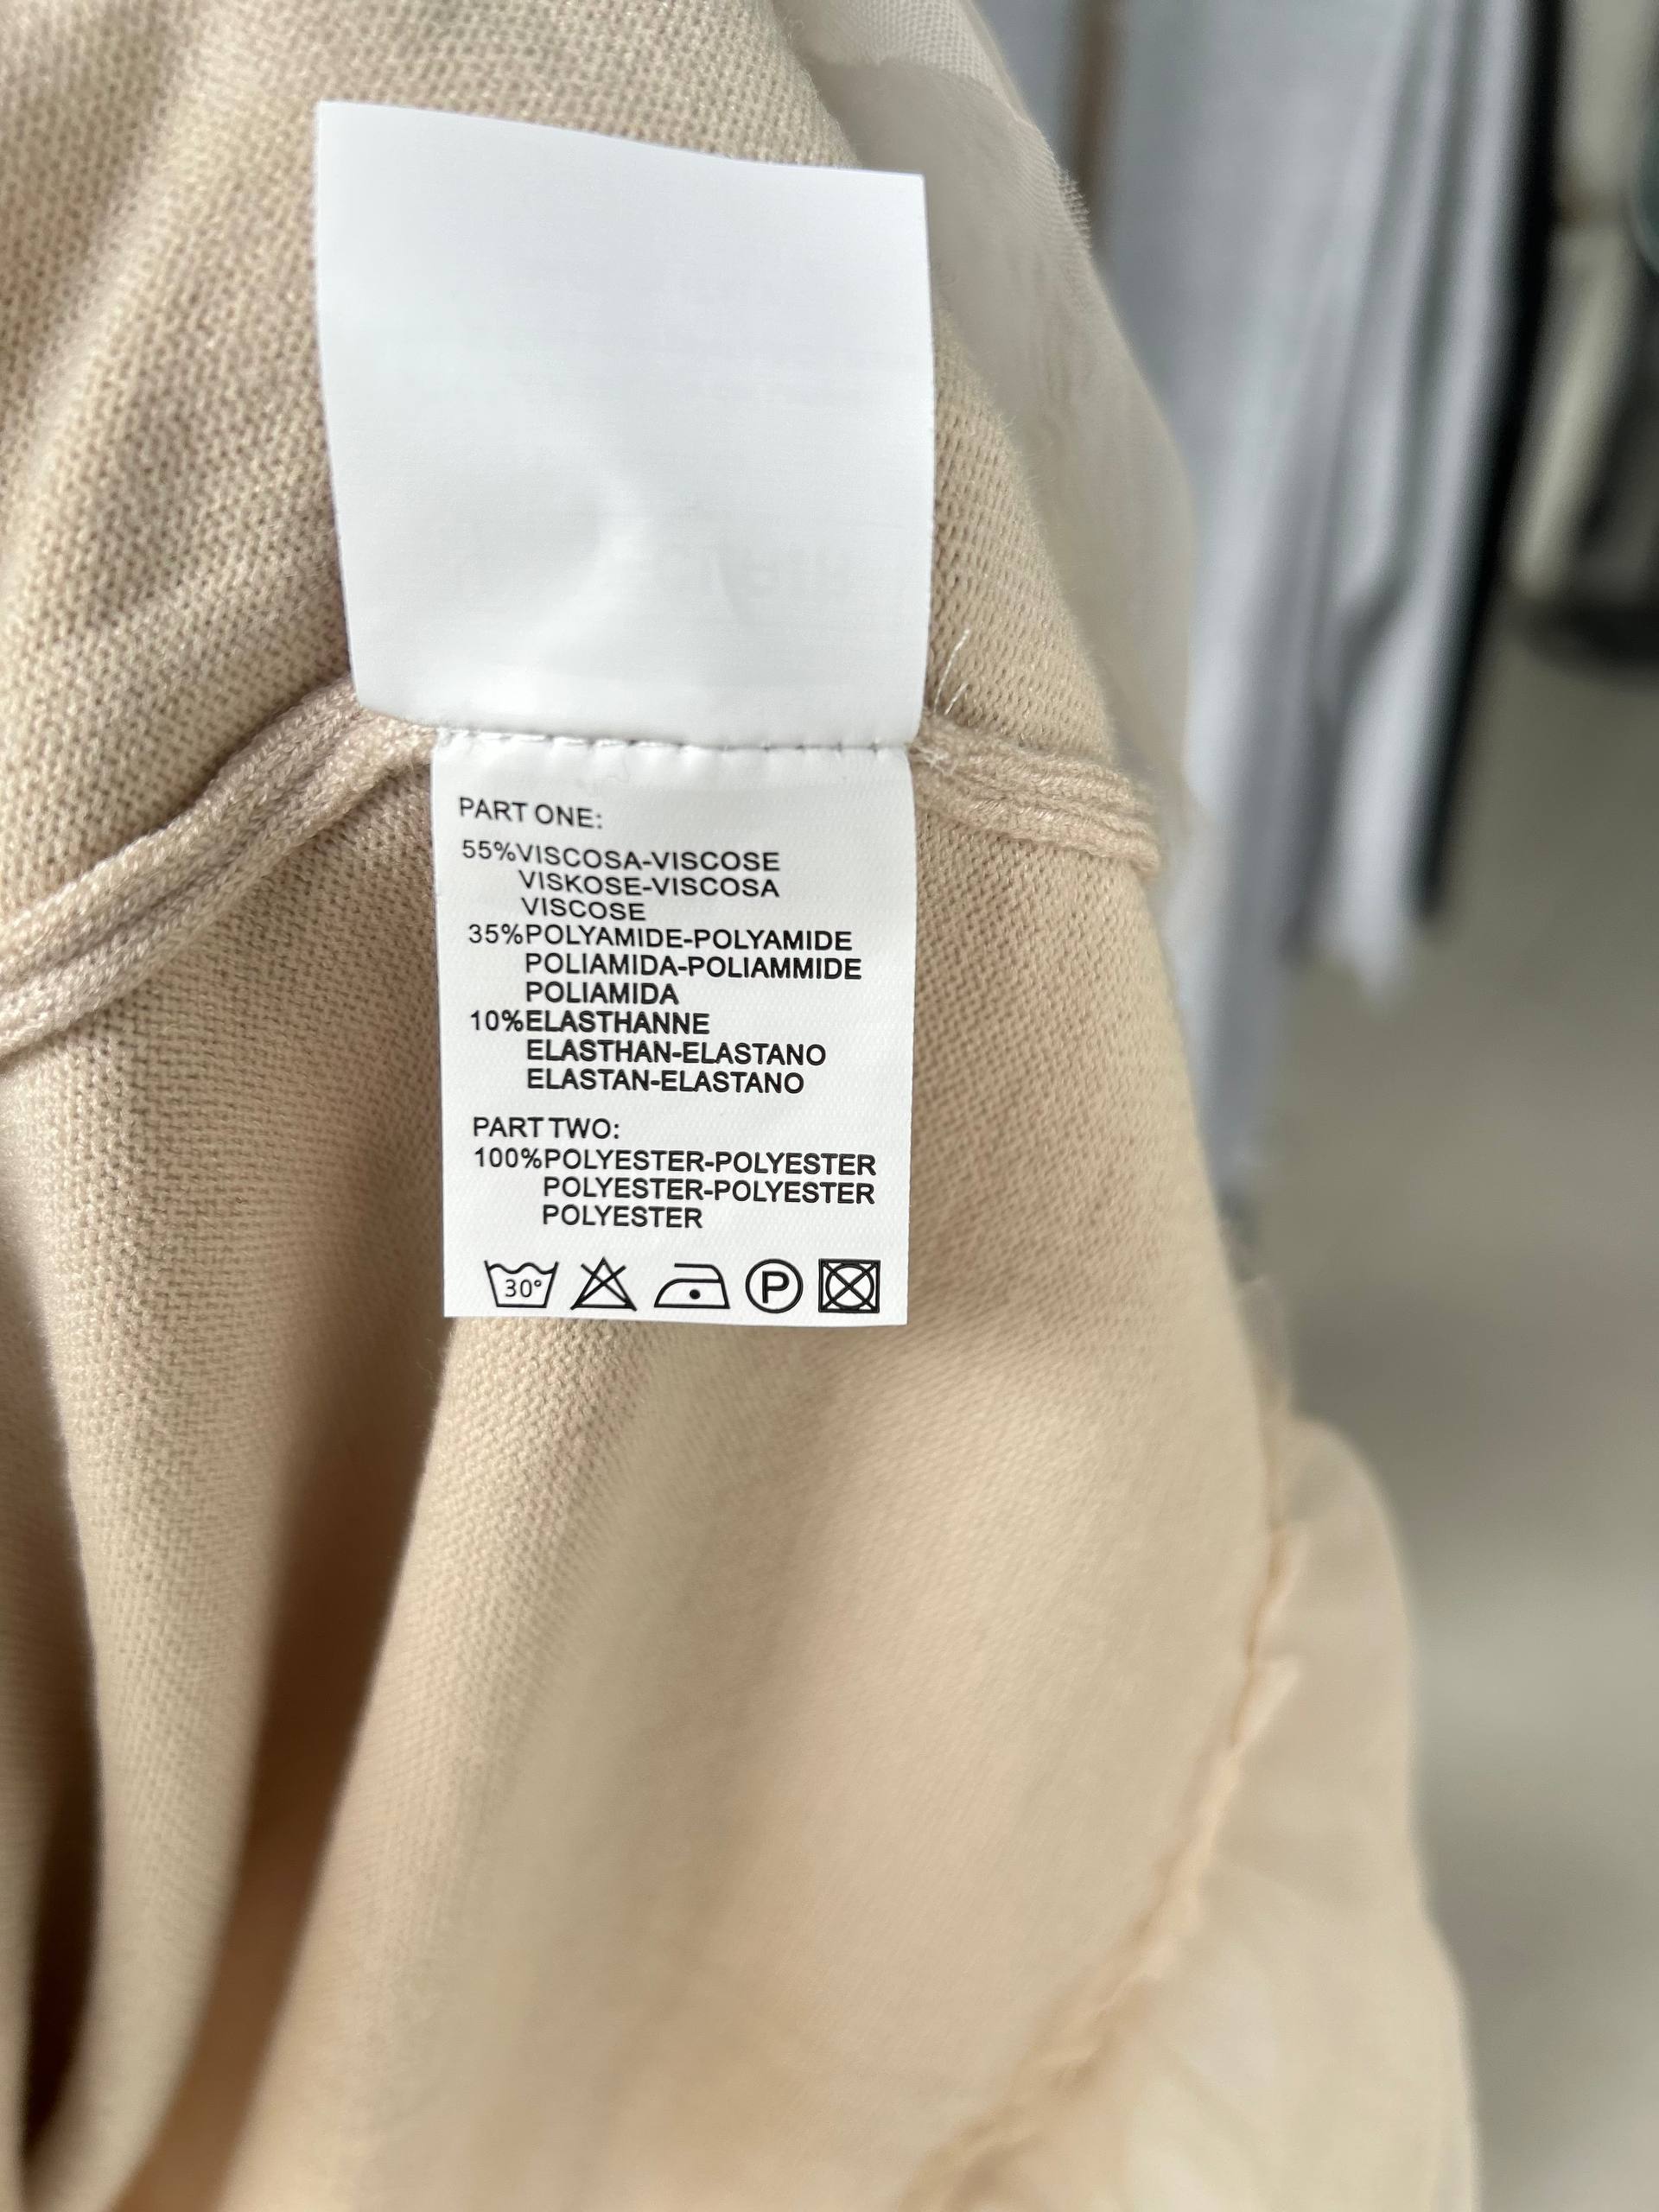 PART ONE:
55%VISCOSA-VISCOSE
VISKOSE-VISCOSA
VISCOSE
35%POLYAMIDE-POLYAMIDE
POLIAMIDA-POLIAMMIDE
POLIAMIDA
10%ELASTHANNE
ELASTHAN-ELASTANO
ELASTAN-ELASTANO
PART TWO:
100%POLYESTER-POLYESTER
POLYESTER-POLYESTER
POLYESTER
30° P